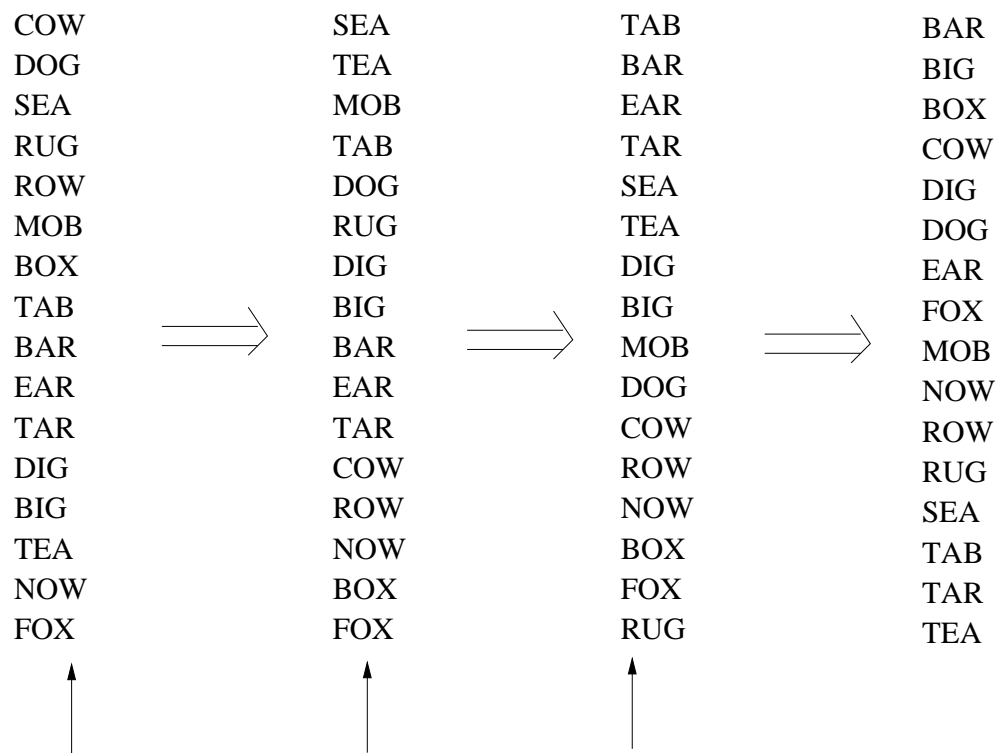 COW SEA TAB BAR
DOG TEA BAR BIG
SEA MOB EAR BOX
RUG TAB TAR COW
ROW DOG SEA DIG
MOB RUG TEA DOG
BOX DIG DIG EAR
TAB BIG BIG FOX
BAR BAR MOB MOB
EAR EAR DOG NOW
TAR TAR COW ROW
DIG COW ROW RUG
BIG ROW NOW SEA
TEA NOW BOX TAB
NOW BOX FOX TAR
FOX FOX RUG TEA